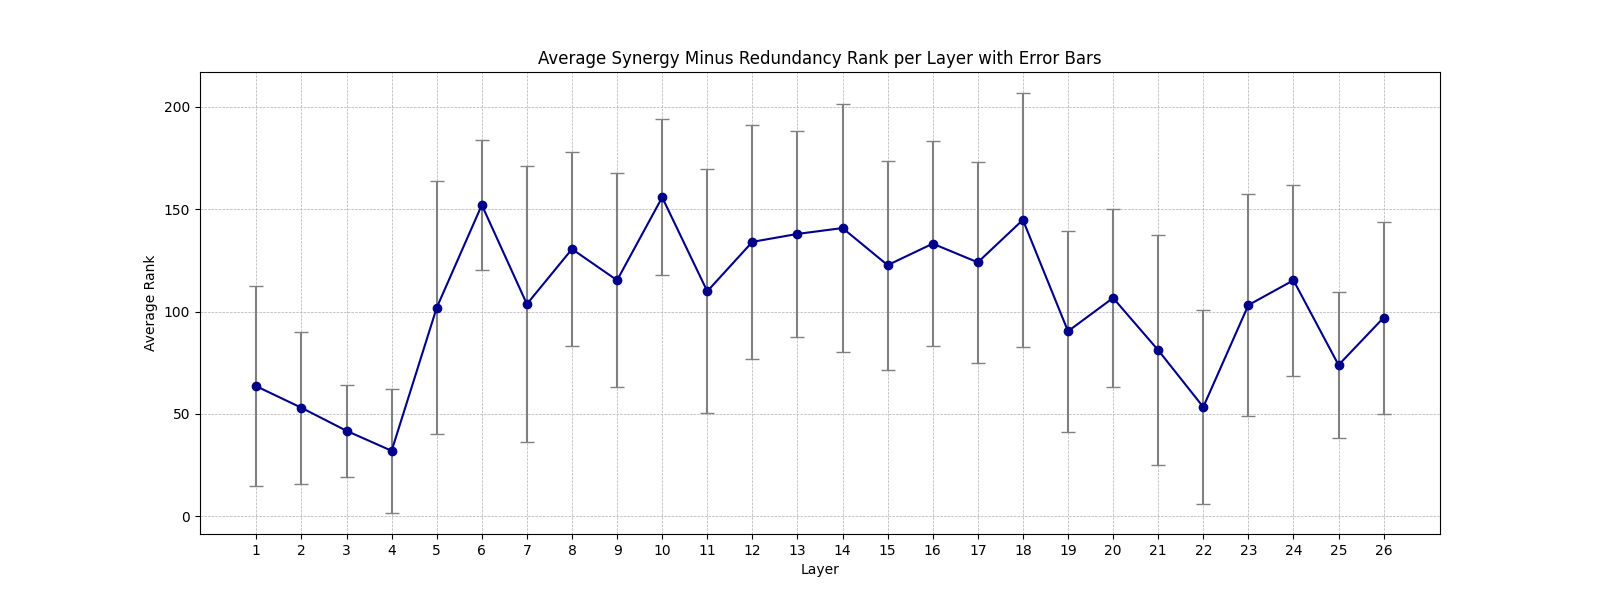 Average Synergy Minus Redundancy Rank per Layer with Error Bars
200
150
100
50
0
Average Rank
1 2 3 4 5 6 7 8 9 10 11 12 13 14 15 16 17 18 19 20 21 22 23 24 25 26
Layer